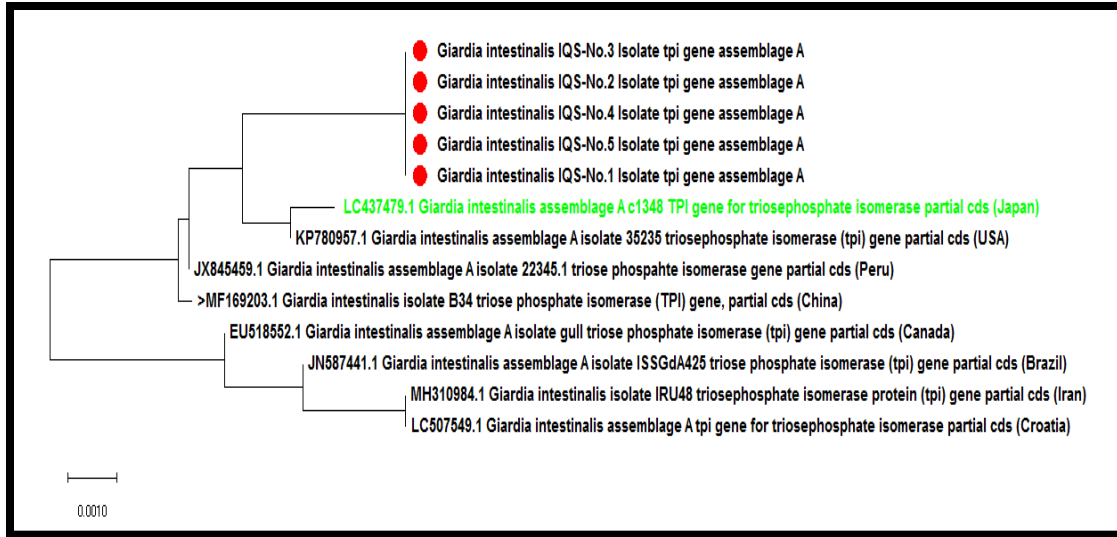 Giardia intestinalis IQS-No.3 Isolate tpi gene assemblage A
Giardia intestinalis IQS-No.2 Isolate tpi gene assemblage A
Giardia intestinalis IQS-No.4 Isolate tpi gene assemblage A
Giardia intestinalis IQS-No.5 Isolate tpi gene assemblage A
Giardia intestinalis IQS-No.1 Isolate tpi gene assemblage A
LC437479.1 Giardia intestinalis assemblage A c1348 TPI gene for triosephosphate isomerase partial cds (Japan)
KP780957.1 Giardia intestinalis assemblage A isolate 35235 triosephosphate isomerase (tpi) gene partial cds (USA)
JX845459.1 Giardia intestinalis assemblage A isolate 22345.1 triose phospahte isomerase gene partial cds (Peru)
>MF169203.1 Giardia intestinalis isolate B34 triose phosphate isomerase (TPI) gene, partial cds (China)
EU518552.1 Giardia intestinalis assemblage A isolate gull triose phosphate isomerase (tpi) gene partial cds (Canada)
JN587441.1 Giardia intestinalis assemblage A isolate ISSGdA425 triose phosphate isomerase (tpi) gene partial cds (Brazil)
MH310984.1 Giardia intestinalis isolate IRU48 triosephosphate isomerase protein (tpi) gene partial cds (Iran)
LC507549.1 Giardia intestinalis assemblage A tpi gene for triosephosphate isomerase partial cds (Croatia)
0.0010